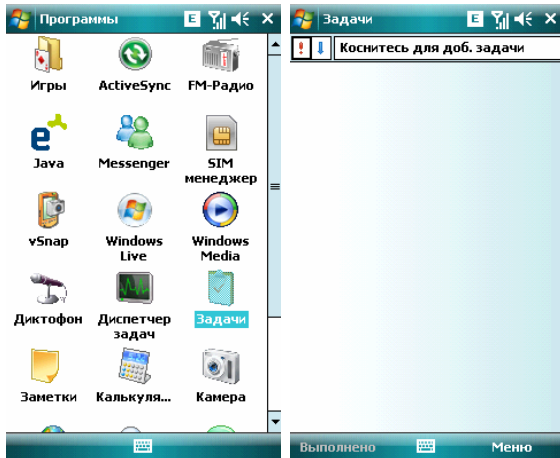 Программы
E
Игры
ActiveSync
FM-Радио
Java
Messenger
SIM
менеджер
vSnap
Windows
Live
Windows
Media
Диктофон
Диспетчер
задач
Задачи
Заметки
Калькуля...
Камера
Задачи
E
Коснитесь для доб. задачи
Выполнено
Меню